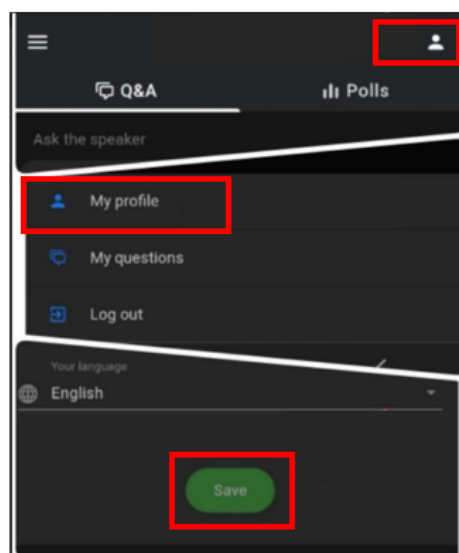 Q&A
Polls
Ask the speaker
My profile
My questions
Log out
Your language
English
Save